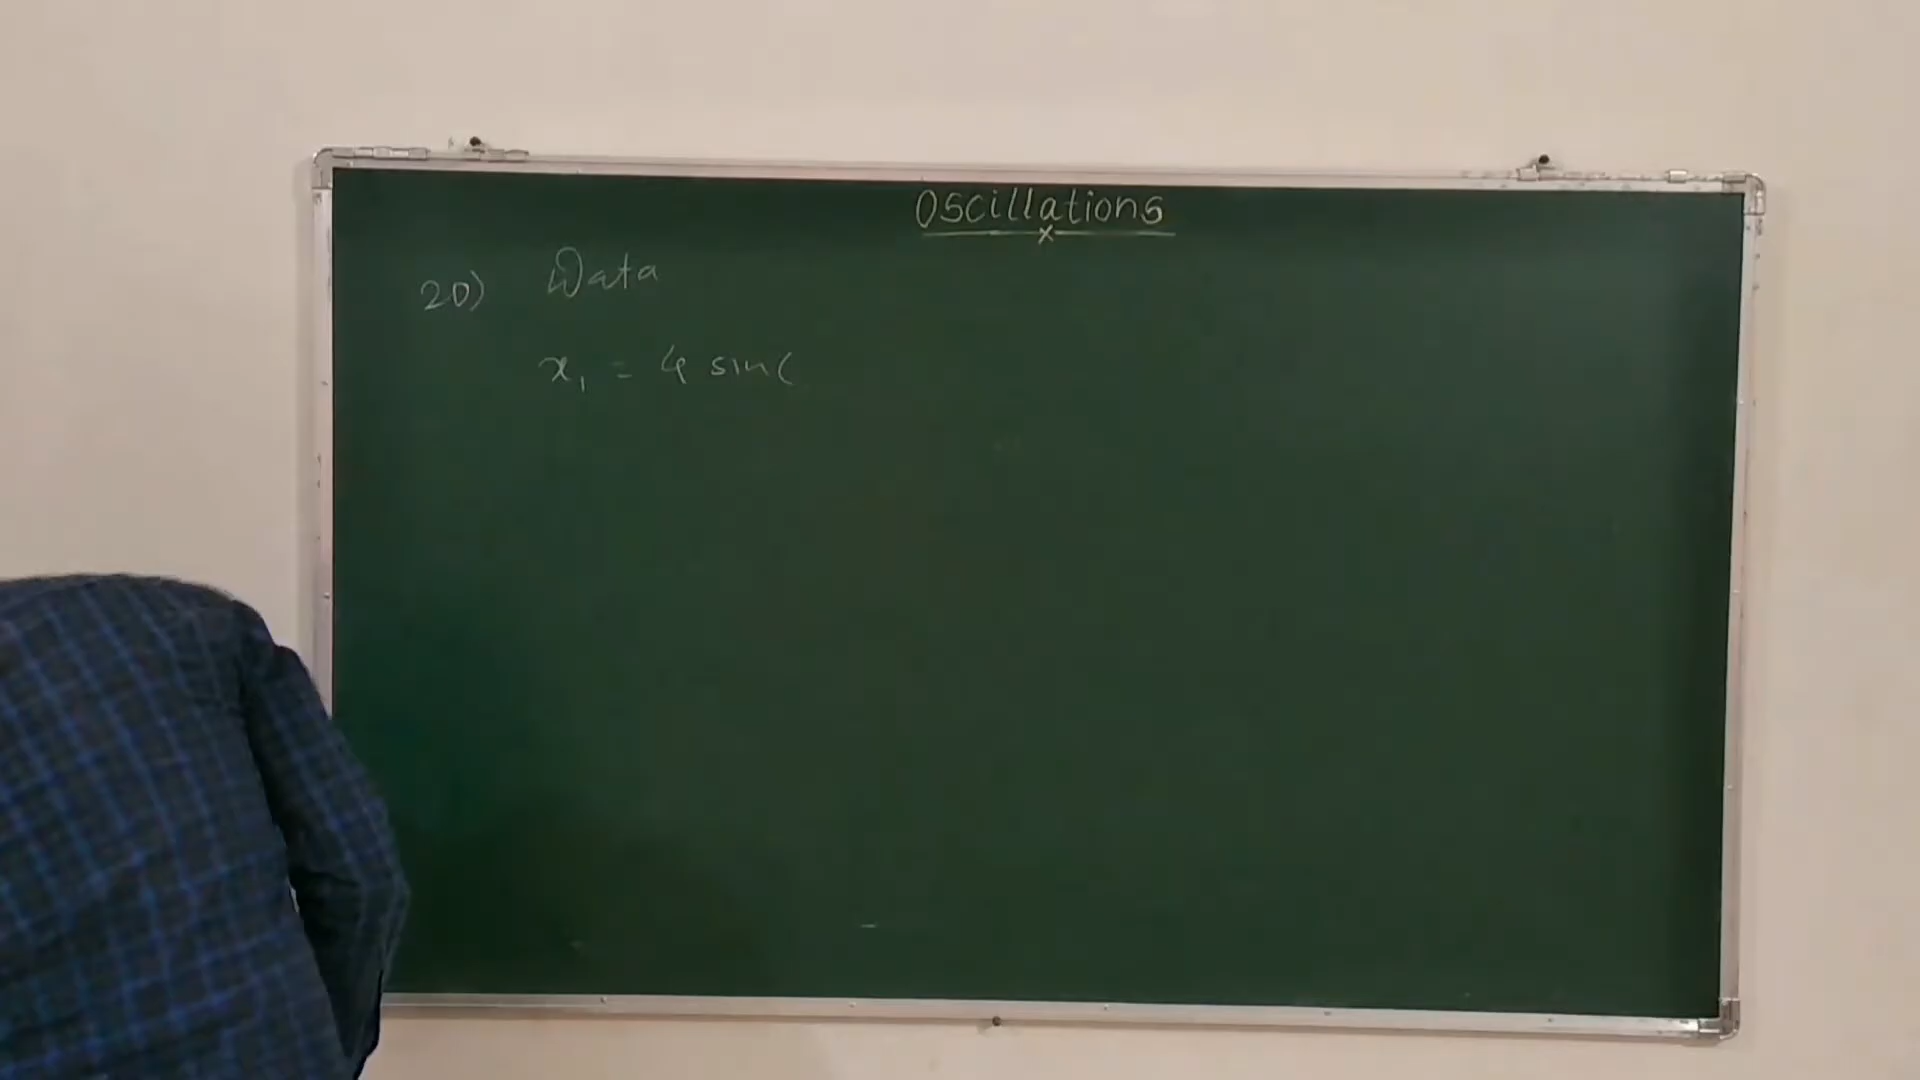 Oscillations
20) Data
x₁ = 4 sin(